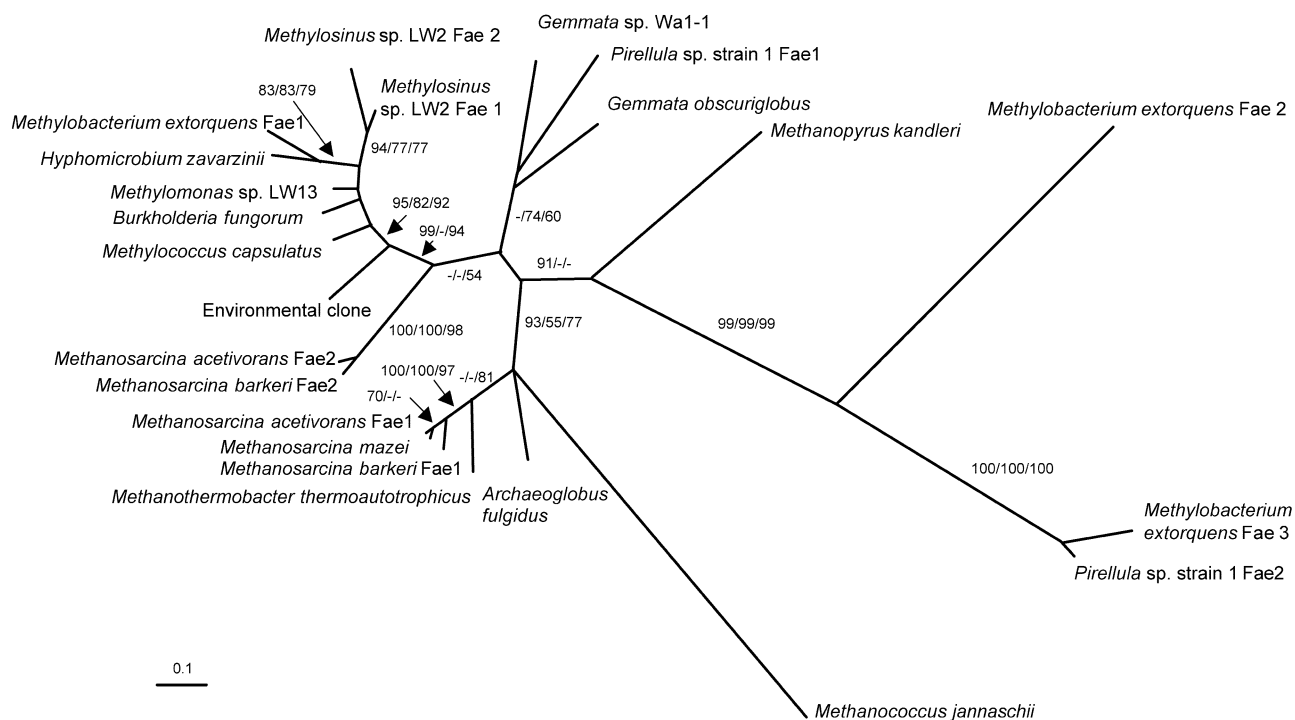 Gemmata sp. Wa1-1
Methylosinus sp. LW2 Fae 2
Pirellula sp. strain 1 Fae1
83/83/79
Methylosinus
sp. LW2 Fae 1
Gemmata obscuriglobus
Methylobacterium extorquens Fae 2
Methylobacterium extorquens Fae1
Methanopyrus kandleri
94/77/77
Hyphomicrobium zavarzinii
Methylomonas sp. LW13
95/82/92
Burkholderia fungorum
-/74/60
99/-/94
Methylococcus capsulatus
91/-/-
-/-/54
Environmental clone
93/55/77
99/99/99
100/100/98
Methanosarcina acetivorans Fae2
100/100/97
-/-/81
Methanosarcina barkeri Fae2
70/-/-
Methanosarcina acetivorans Fae1
Methanosarcina mazei
Methanosarcina barkeri Fae1
100/100/100
Methanothermobacter thermoautotrophicus
Archaeoglobus
fulgidus
Methylobacterium
extorquens Fae 3
Pirellula sp. strain 1 Fae2
0.1
Methanococcus jannaschii